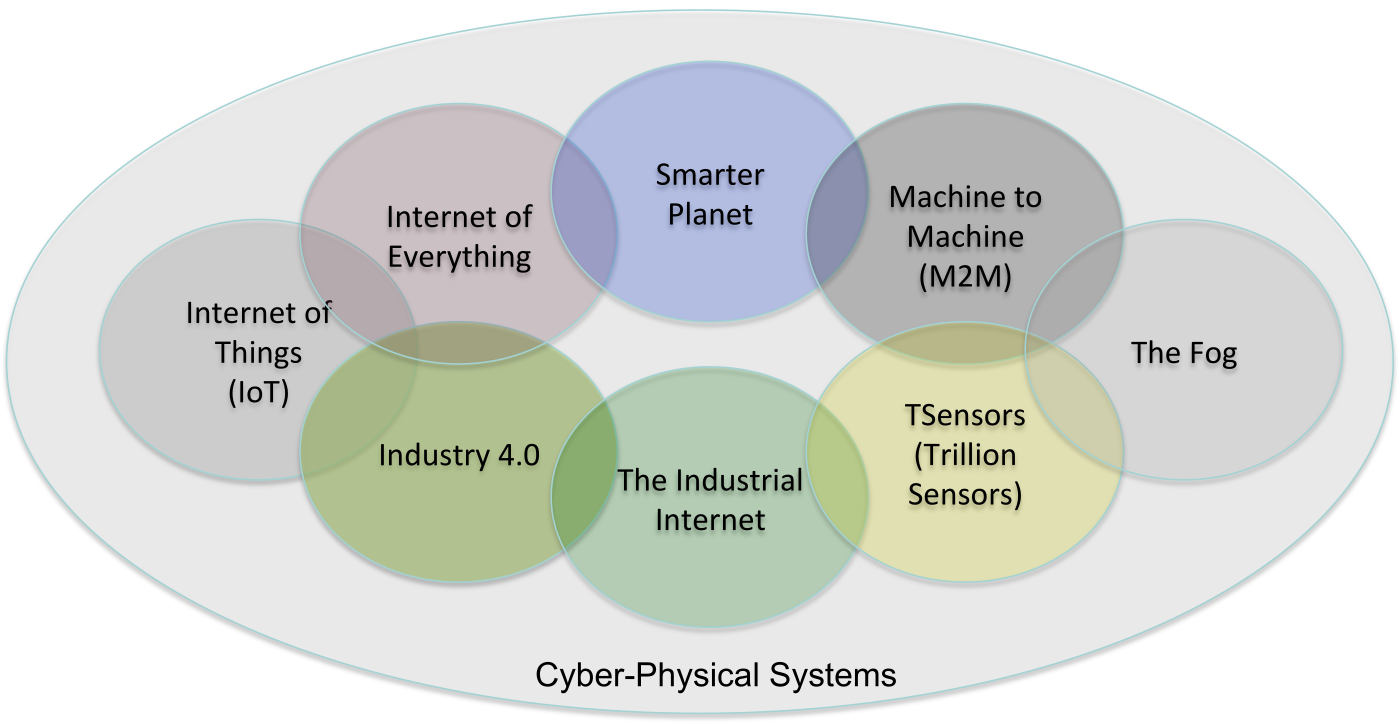 Smarter
Planet
Internet of
Everything
Machine to
Machine
(M2M)
Internet of
Things
(IoT)
The Fog
Industry 4.0
The Industrial
Internet
TSensors
(Trillion
Sensors)
Cyber-Physical Systems